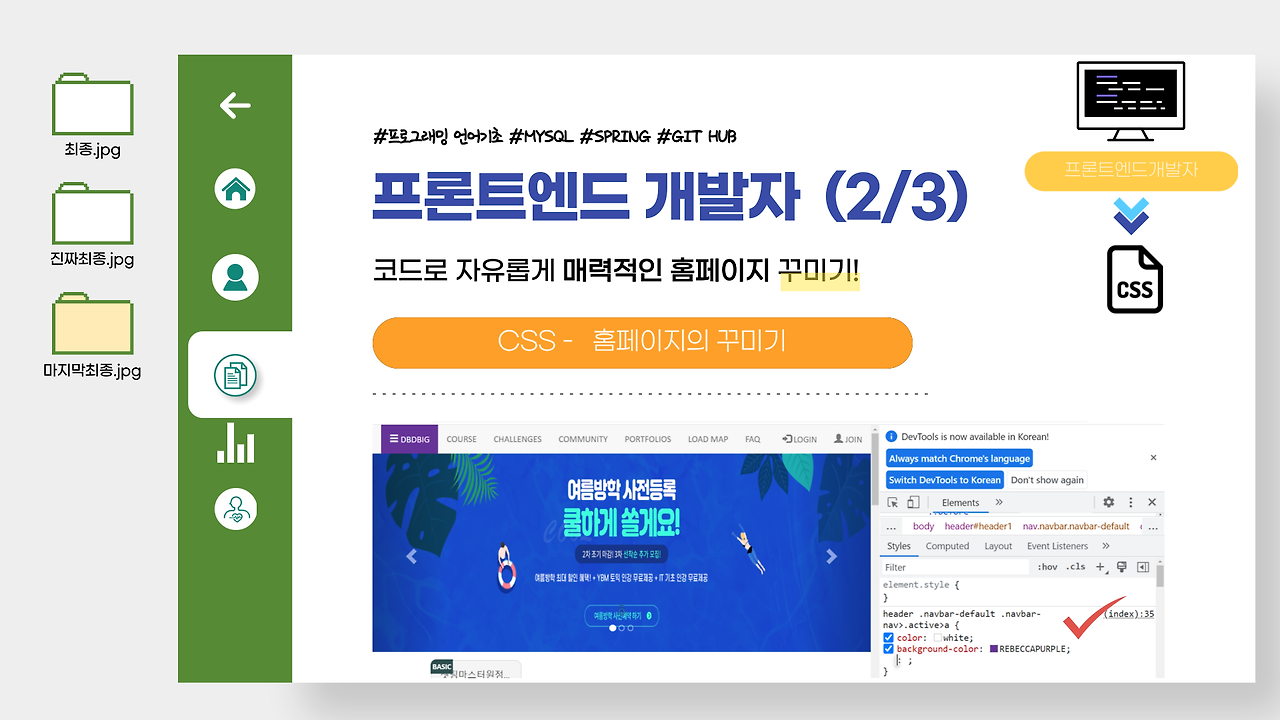 최종.jpg
진짜최종.jpg
마지막최종.jpg
#프로그래밍 언어기초 #MYSQL #SPRING #GIT HUB
프론트엔드 개발자 (2/3)
코드로 자유롭게 매력적인 홈페이지 꾸미기!
CSS - 홈페이지의 꾸미기
프론트엔드개발자
CSS
DBDBIG COURSE CHALLENGES COMMUNITY PORTFOLIOS LOAD MAP FAQ LOGIN JOIN
여름방학 사전등록
쿨하게 쏠게요!
2차 조기 마감! 3차 선착순 추가 모집!
여름방학 최대 할인 혜택! + YBM 토익 인강 무료제공 + IT 기초 인강 무료제공
여름방학 사전예약 하기
BASIC
DevTools is now available in Korean!
Always match Chrome's language
Switch DevTools to Korean Don't show again
Elements »
... body header#header1 nav.navbar.navbar-default ...
Styles Computed Layout Event Listeners »
Filter :hov .cls +
element.style {
}
header .navbar-default .navbar- (index):35
nav>.active>a {
color: white;
background-color: REBECCAPURPLE;
: ;
}